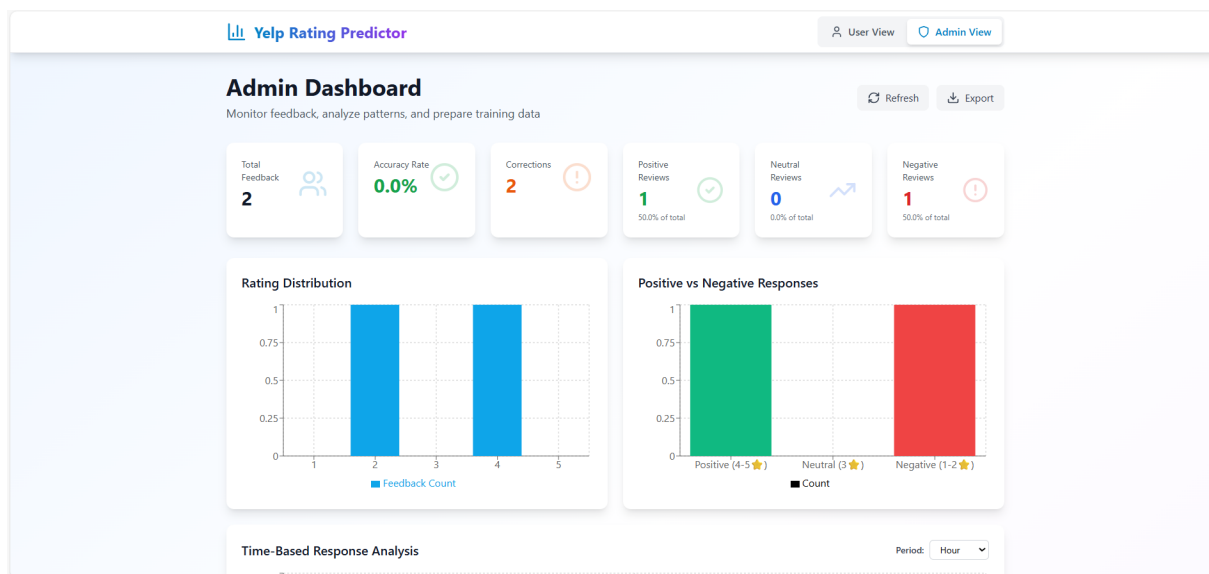 Yelp Rating Predictor
User View
Admin View
Admin Dashboard
Monitor feedback, analyze patterns, and prepare training data
Refresh
Export
Total
Feedback
2
Accuracy Rate
0.0%
Corrections
2
Positive
Reviews
1
50.0% of total
Neutral
Reviews
0
0.0% of total
Negative
Reviews
1
50.0% of total
Rating Distribution
1
0.75
0.5
0.25
0
1 2 3 4 5
Feedback Count
Positive vs Negative Responses
1
0.75
0.5
0.25
0
Positive (4-5⭐) Neutral (3⭐) Negative (1-2⭐)
Count
Time-Based Response Analysis
Period: Hour